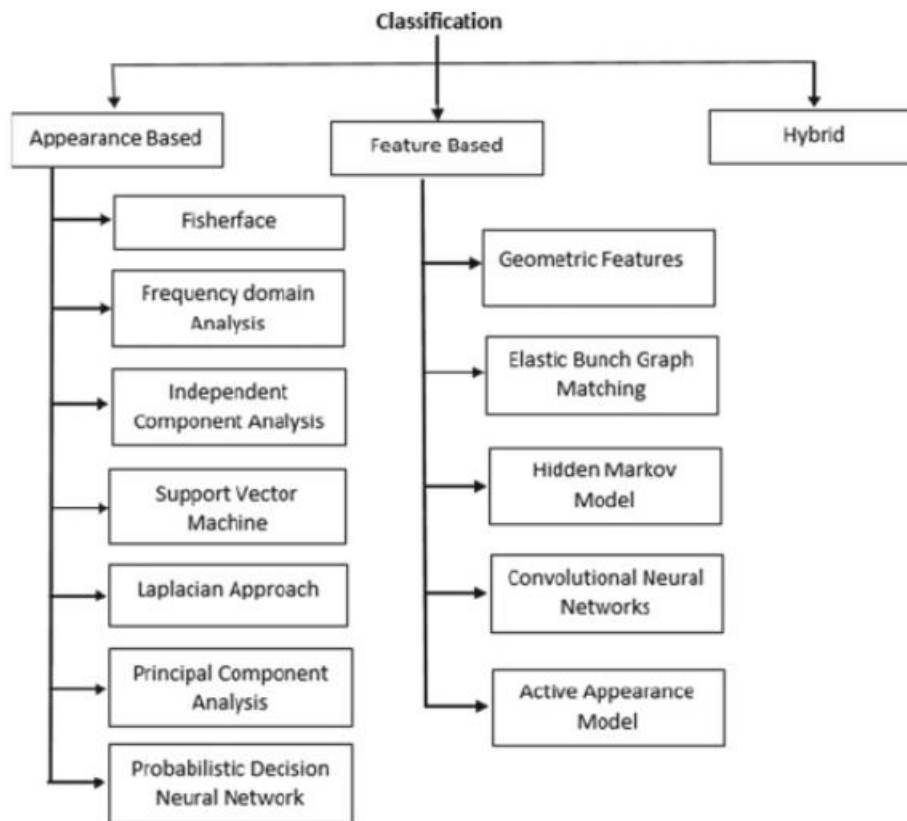 Classification
Appearance Based
Feature Based
Hybrid
Fisherface
Frequency domain
Analysis
Independent
Component Analysis
Support Vector
Machine
Laplacian Approach
Principal Component
Analysis
Probabilistic Decision
Neural Network
Geometric Features
Elastic Bunch Graph
Matching
Hidden Markov
Model
Convolutional Neural
Networks
Active Appearance
Model